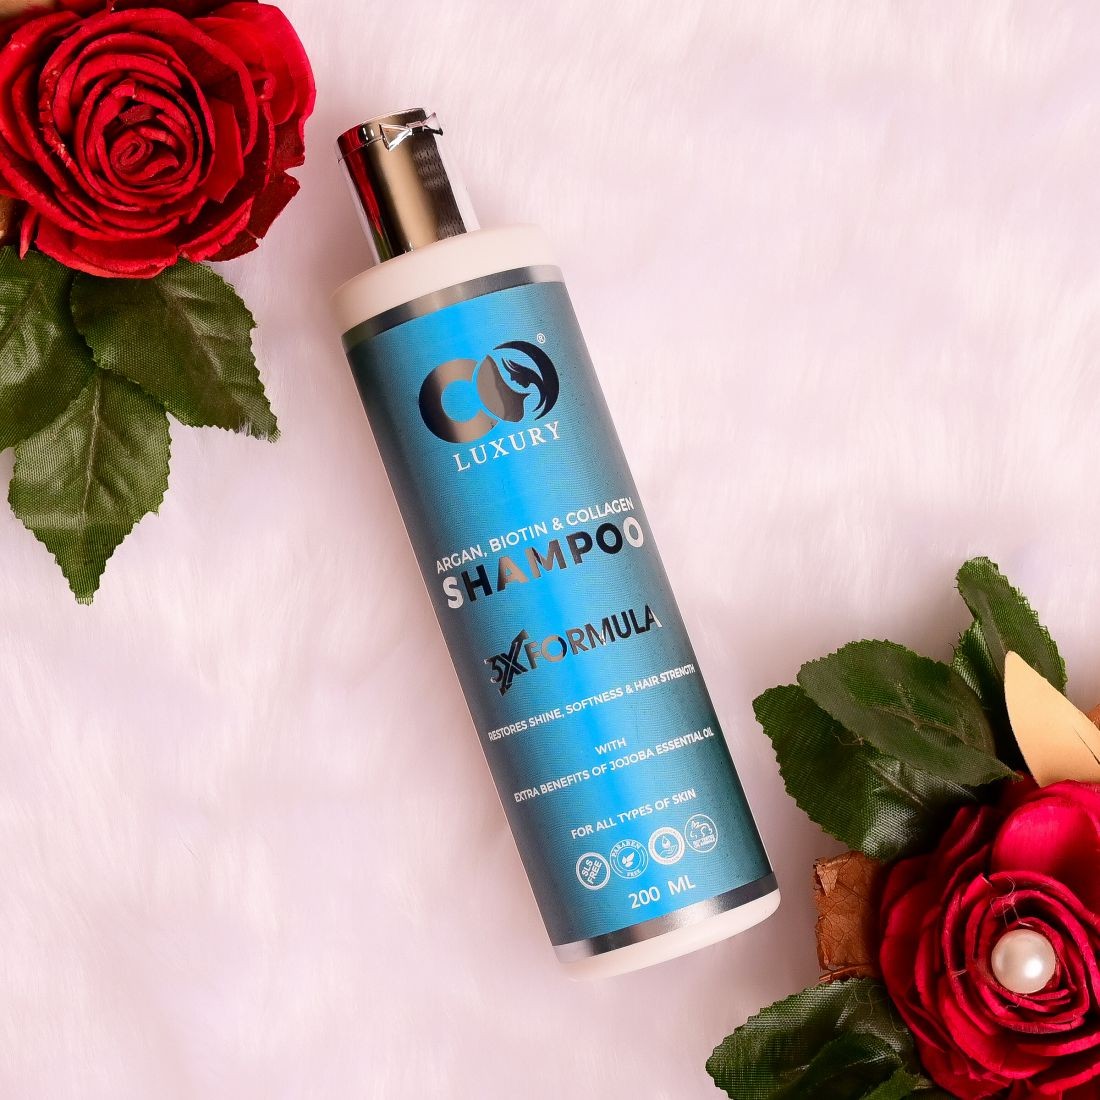 CO®
LUXURY
ARGAN, BIOTIN & COLLAGEN
SHAMPOO
3X FORMULA
RESTORES SHINE, SOFTNESS & HAIR STRENGTH
WITH
EXTRA BENEFITS OF JOJOBA ESSENTIAL OIL
FOR ALL TYPES OF SKIN
SLS FREE
PARABEN FREE
200 ML